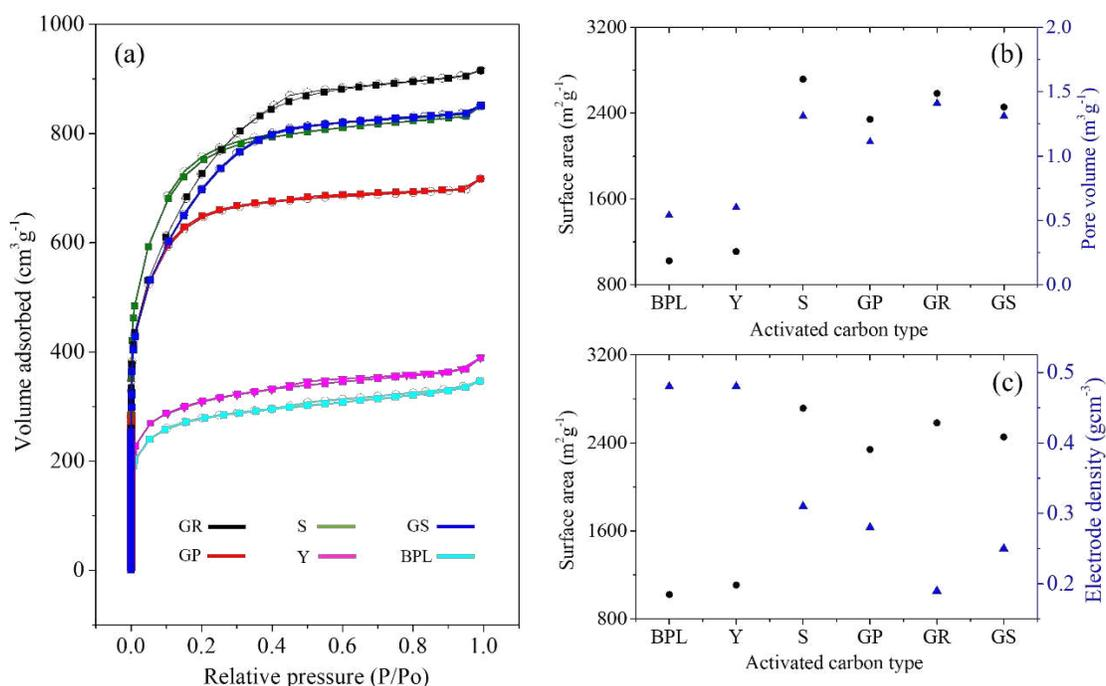 (a)
1000
800
600
400
200
0
Volume adsorbed (cm³g⁻¹)
GR S GS
GP Y BPL
0.0 0.2 0.4 0.6 0.8 1.0
Relative pressure (P/Po)
(b)
3200
2400
1600
800
Surface area (m²g⁻¹)
2.0
1.5
1.0
0.5
0.0
Pore volume (m³g⁻¹)
BPL Y S GP GR GS
Activated carbon type
(c)
3200
2400
1600
800
Surface area (m²g⁻¹)
0.5
0.4
0.3
0.2
Electrode density (gcm⁻³)
BPL Y S GP GR GS
Activated carbon type